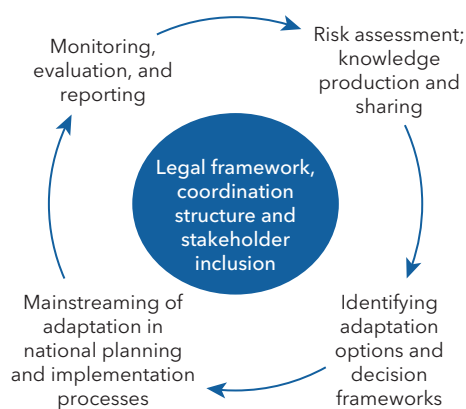 Monitoring,
evaluation, and
reporting
Risk assessment;
knowledge
production and
sharing
Legal framework,
coordination
structure and
stakeholder
inclusion
Mainstreaming of
adaptation in
national planning
and implementation
processes
Identifying
adaptation
options and
decision
frameworks